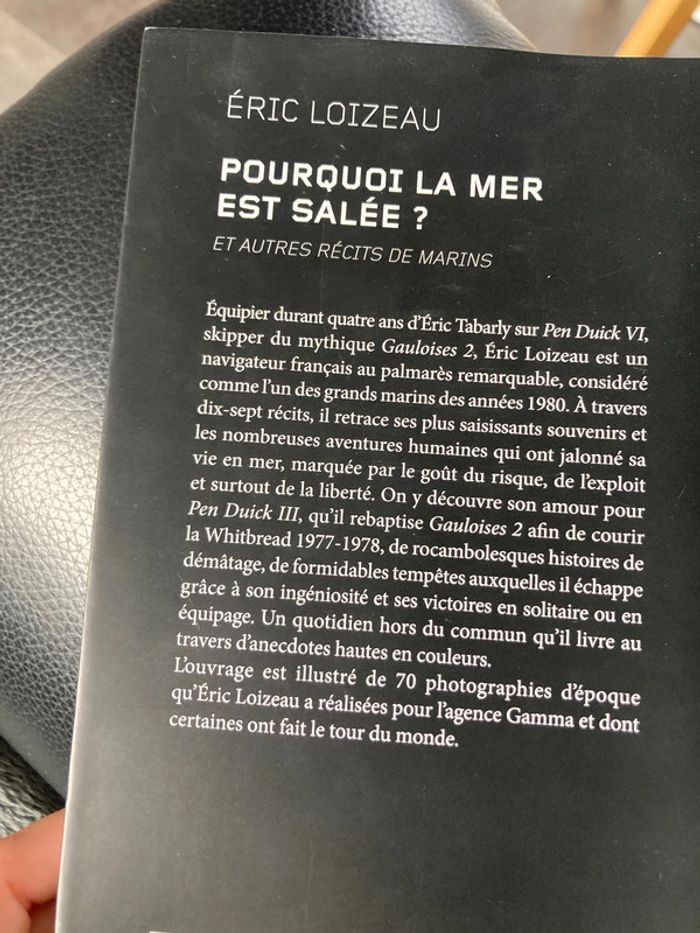 ÉRIC LOIZEAU
POURQUOI LA MER
EST SALÉE ?
ET AUTRES RÉCITS DE MARINS
Équipier durant quatre ans d'Éric Tabarly sur Pen Duick VI,
skipper du mythique Gauloises 2, Éric Loizeau est un
navigateur français au palmarès remarquable, considéré
comme l'un des grands marins des années 1980. À travers
dix-sept récits, il retrace ses plus saisissants souvenirs et
les nombreuses aventures humaines qui ont jalonné sa
vie en mer, marquée par le goût du risque, de l'exploit
et surtout de la liberté. On y découvre son amour pour
Pen Duick III, qu'il rebaptise Gauloises 2 afin de courir
la Whitbread 1977-1978, de rocambolesques histoires de
démâtage, de formidables tempêtes auxquelles il échappe
grâce à son ingéniosité et ses victoires en solitaire ou en
équipage. Un quotidien hors du commun qu'il livre au
travers d'anecdotes hautes en couleurs.
L'ouvrage est illustré de 70 photographies d'époque
qu'Éric Loizeau a réalisées pour l'agence Gamma et dont
certaines ont fait le tour du monde.